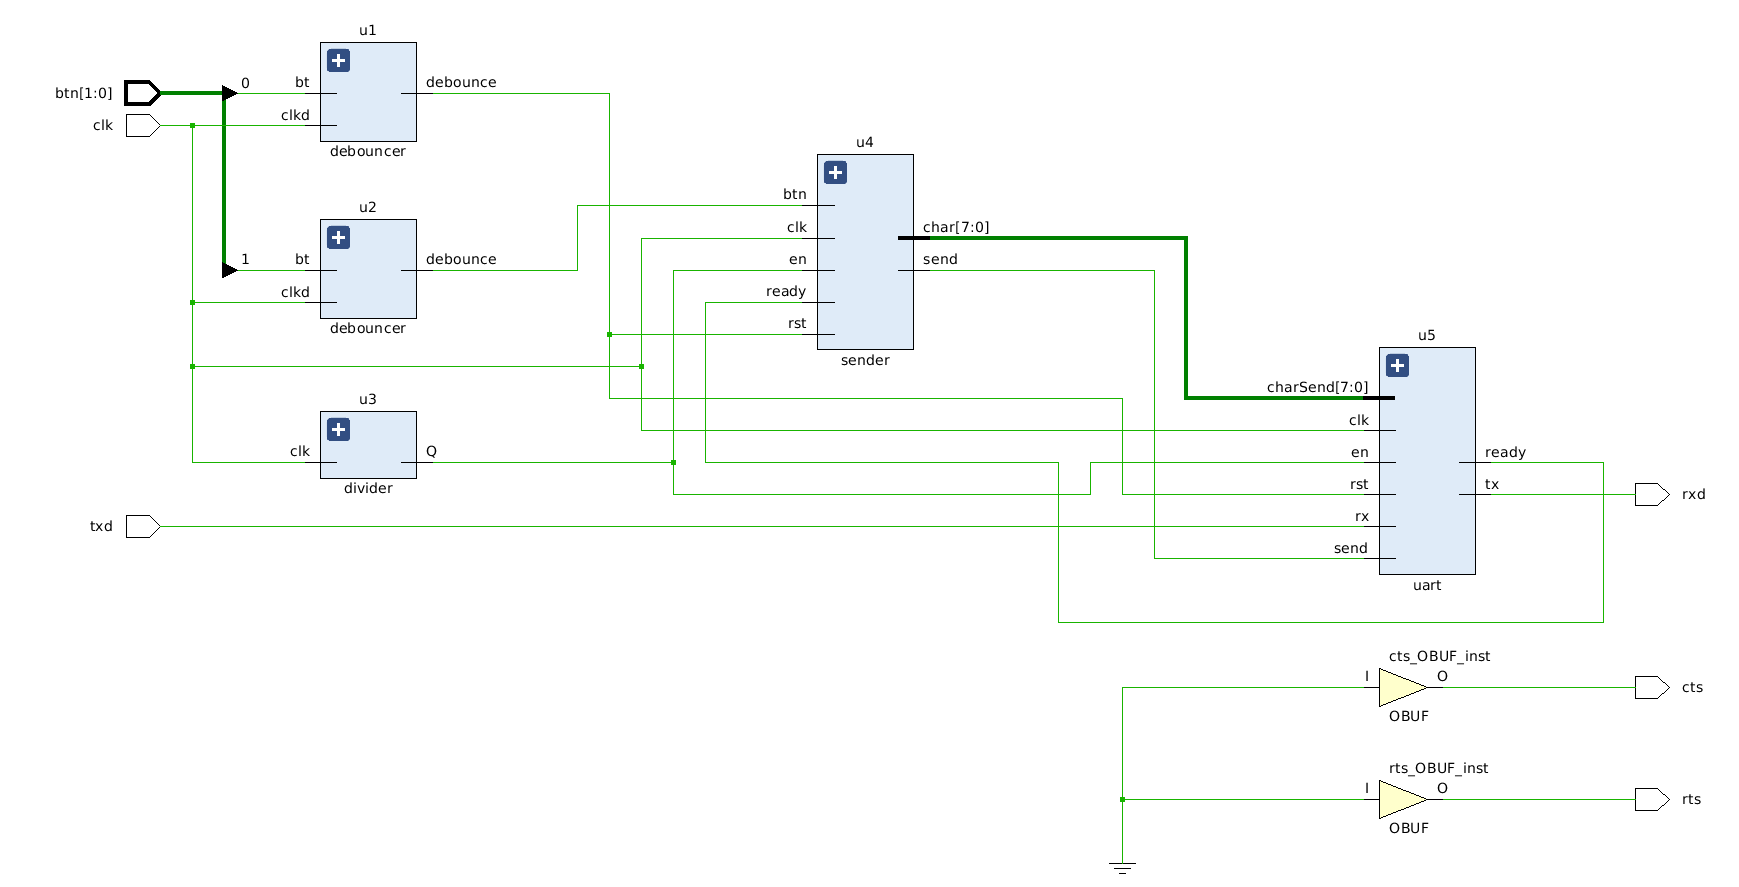 u1
btn[1:0]
0
bt
debounce
clk
clkd
debouncer
u2
1
bt
debounce
clkd
debouncer
u3
clk
Q
divider
txd
u4
btn
clk
char[7:0]
en
send
ready
rst
sender
u5
charSend[7:0]
clk
en
ready
rst
tx
rxd
rx
send
uart
cts_OBUF_inst
I
O
cts
OBUF
rts_OBUF_inst
I
O
rts
OBUF